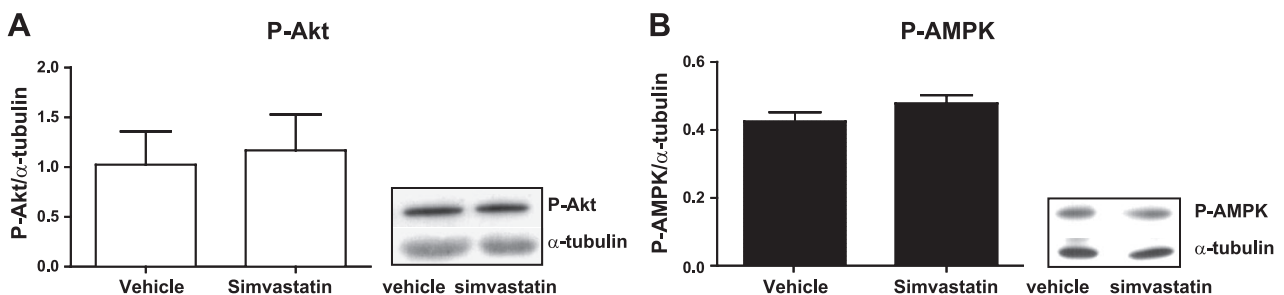 A
P-Akt
P-Akt/α-tubulin
2.0
1.5
1.0
0.5
0.0
Vehicle Simvastatin
P-Akt
α-tubulin
vehicle simvastatin
B
P-AMPK
P-AMPK/α-tubulin
0.6
0.4
0.2
0.0
Vehicle Simvastatin
P-AMPK
α-tubulin
vehicle simvastatin